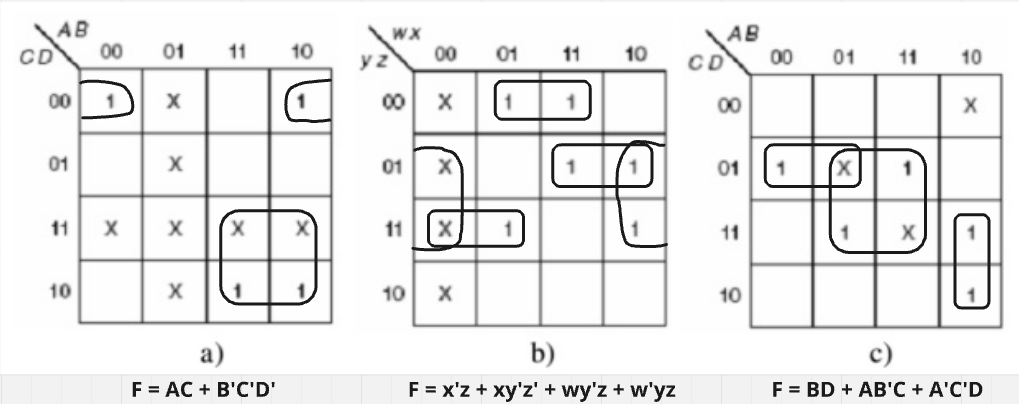 AB
CD 00 01 11 10
00 1 X 1
01 X
11 X X X X
10 X 1 1
a)
F = AC + B'C'D'
wx
yz 00 01 11 10
00 X 1 1
01 X 1 1
11 X 1 1
10 X
b)
F = x'z + xy'z' + wy'z + w'yz
AB
CD 00 01 11 10
00 X
01 1 X 1
11 1 X 1
10 1
c)
F = BD + AB'C + A'C'D